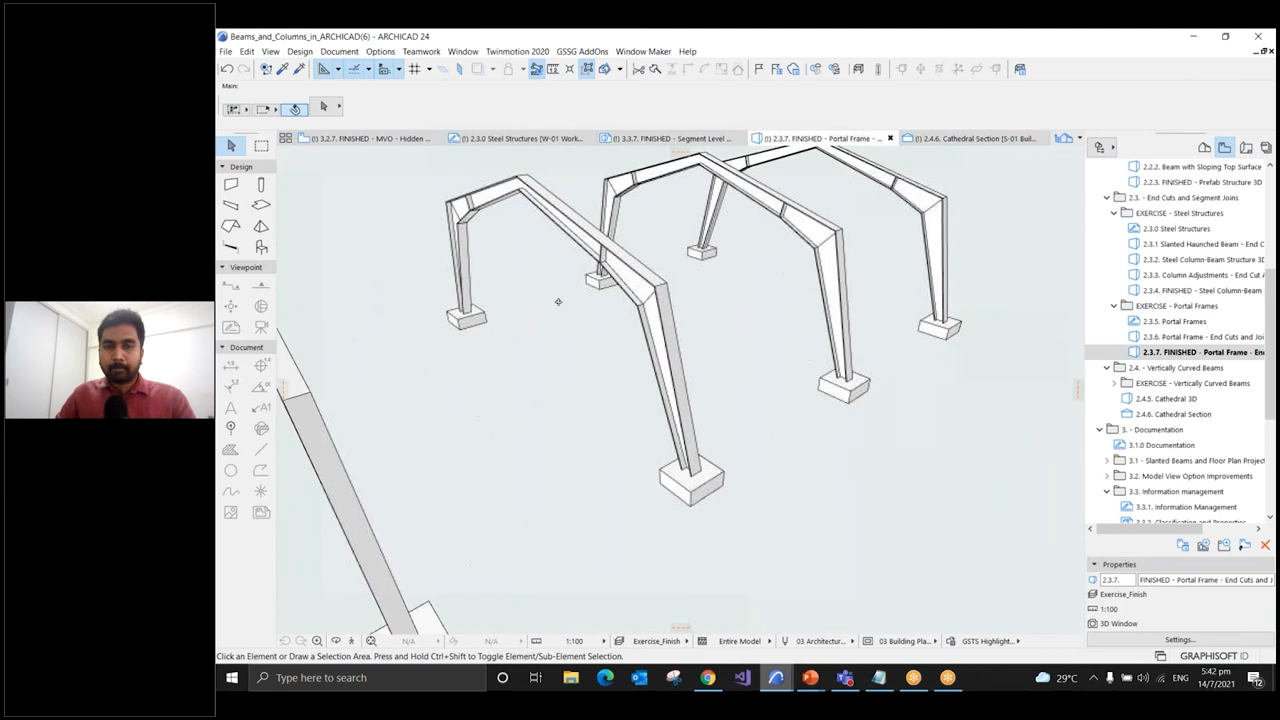 Beams_and_Columns_in_ARCHICAD(6) - ARCHICAD 24
File Edit View Design Document Options Teamwork Window Twinmotion 2020 GSSG AddOns Window Maker Help
Main:
(!) 3.2.7. FINISHED - MVO - Hidden ...
(!) 2.3.0 Steel Structures [W-01 Work...
(!) 3.3.7. FINISHED - Segment Level ...
(!) 2.3.7. FINISHED - Portal Frame - ...
(!) 2.4.6. Cathedral Section [S-01 Buil...
Design
Viewpoint
Document
A
A1
2.2.2. Beam with Sloping Top Surface
2.2.3. FINISHED - Prefab Structure 3D
2.3. - End Cuts and Segment Joins
EXERCISE - Steel Structures
2.3.0 Steel Structures
2.3.1 Slanted Haunched Beam - End C
2.3.2. Steel Column-Beam Structure 3D
2.3.3. Column Adjustments - End Cut A
2.3.4. FINISHED - Steel Column-Beam
EXERCISE - Portal Frames
2.3.5. Portal Frames
2.3.6. Portal Frame - End Cuts and Joi
2.3.7. FINISHED - Portal Frame - En
2.4. - Vertically Curved Beams
EXERCISE - Vertically Curved Beams
2.4.5. Cathedral 3D
2.4.6. Cathedral Section
3. - Documentation
3.1.0 Documentation
3.1 - Slanted Beams and Floor Plan Project
3.2. Model View Option Improvements
3.3. Information management
3.3.1. Information Management
3.3.2. Classification and Properties
Properties
2.3.7. FINISHED - Portal Frame - End Cuts and J
Exercise_Finish
1:100
3D Window
Settings...
N/A N/A 1:100 Exercise_Finish Entire Model 03 Architectur... 03 Building Pla... GSTS Highlight...
Click an Element or Draw a Selection Area. Press and Hold Ctrl+Shift to Toggle Element/Sub-Element Selection.
GRAPHISOFT ID
Type here to search
29°C
ENG
5:42 pm
14/7/2021
12